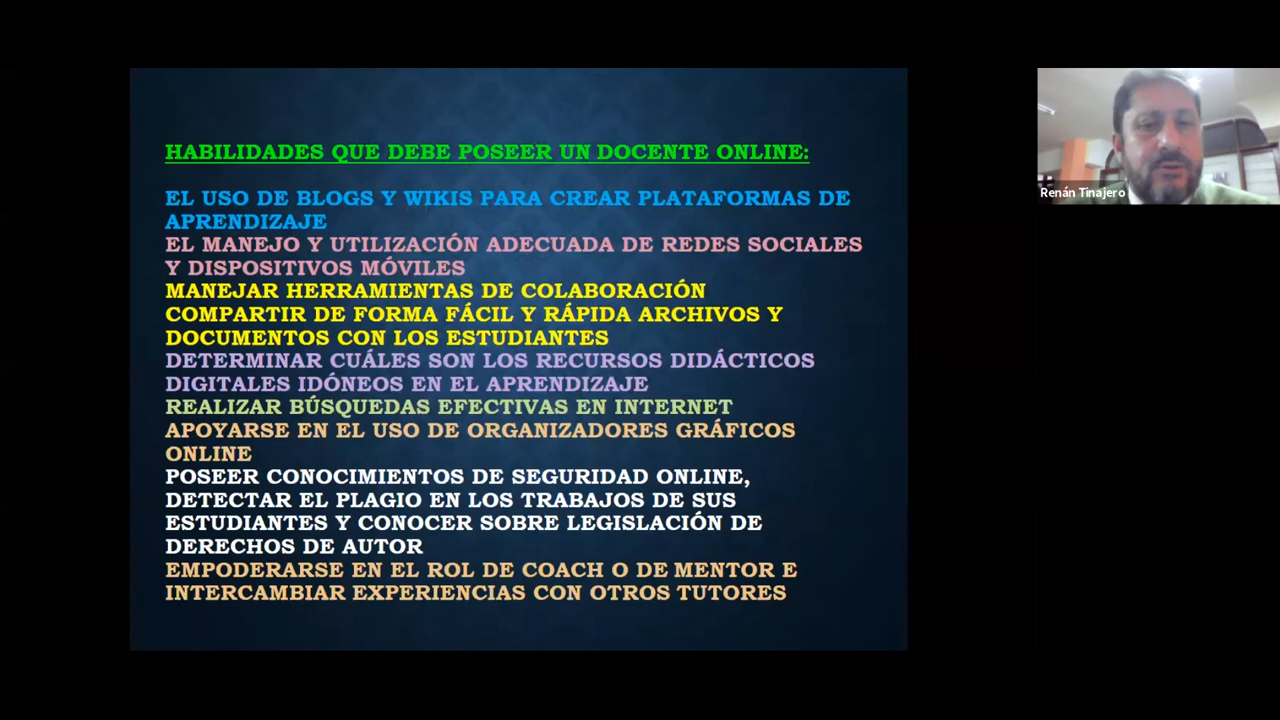 HABILIDADES QUE DEBE POSEER UN DOCENTE ONLINE:
EL USO DE BLOGS Y WIKIS PARA CREAR PLATAFORMAS DE
APRENDIZAJE
EL MANEJO Y UTILIZACIÓN ADECUADA DE REDES SOCIALES
Y DISPOSITIVOS MÓVILES
MANEJAR HERRAMIENTAS DE COLABORACIÓN
COMPARTIR DE FORMA FÁCIL Y RÁPIDA ARCHIVOS Y
DOCUMENTOS CON LOS ESTUDIANTES
DETERMINAR CUÁLES SON LOS RECURSOS DIDÁCTICOS
DIGITALES IDÓNEOS EN EL APRENDIZAJE
REALIZAR BÚSQUEDAS EFECTIVAS EN INTERNET
APOYARSE EN EL USO DE ORGANIZADORES GRÁFICOS
ONLINE
POSEER CONOCIMIENTOS DE SEGURIDAD ONLINE,
DETECTAR EL PLAGIO EN LOS TRABAJOS DE SUS
ESTUDIANTES Y CONOCER SOBRE LEGISLACIÓN DE
DERECHOS DE AUTOR
EMPODERARSE EN EL ROL DE COACH O DE MENTOR E
INTERCAMBIAR EXPERIENCIAS CON OTROS TUTORES
Renán Tinajero